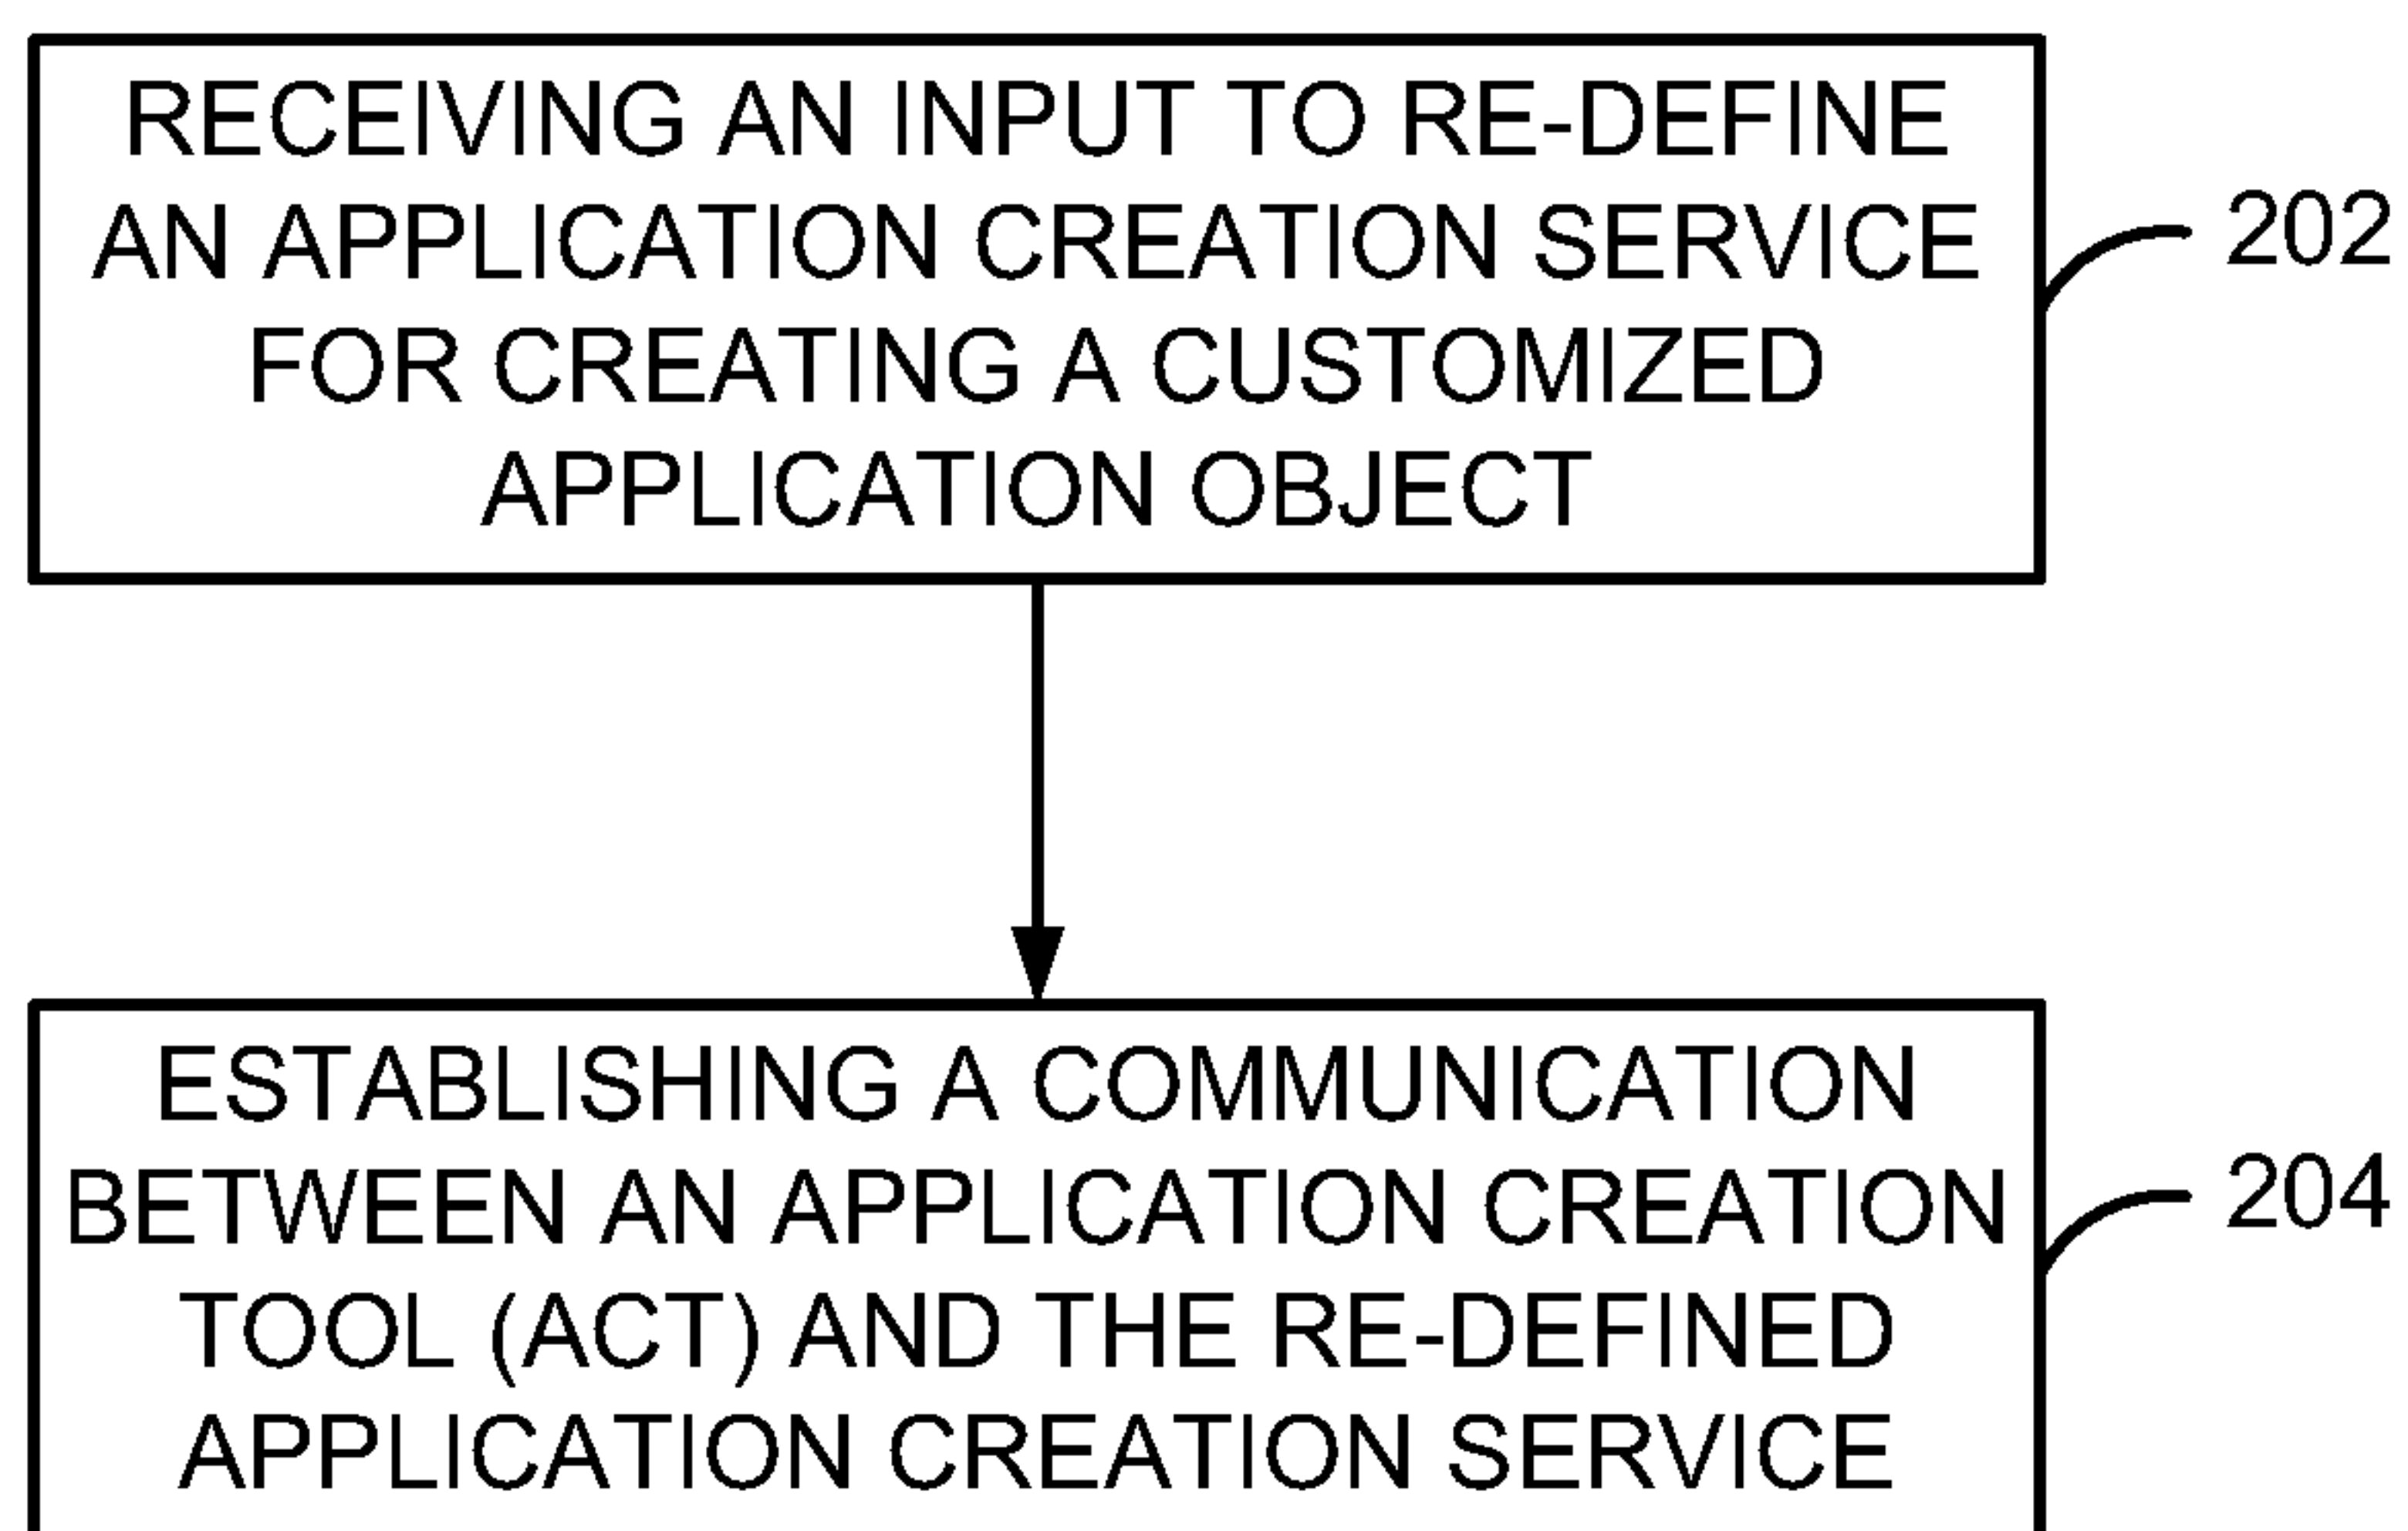 RECEIVING AN INPUT TO RE-DEFINE
AN APPLICATION CREATION SERVICE
FOR CREATING A CUSTOMIZED
APPLICATION OBJECT
202
ESTABLISHING A COMMUNICATION
BETWEEN AN APPLICATION CREATION
TOOL (ACT) AND THE RE-DEFINED
APPLICATION CREATION SERVICE
204